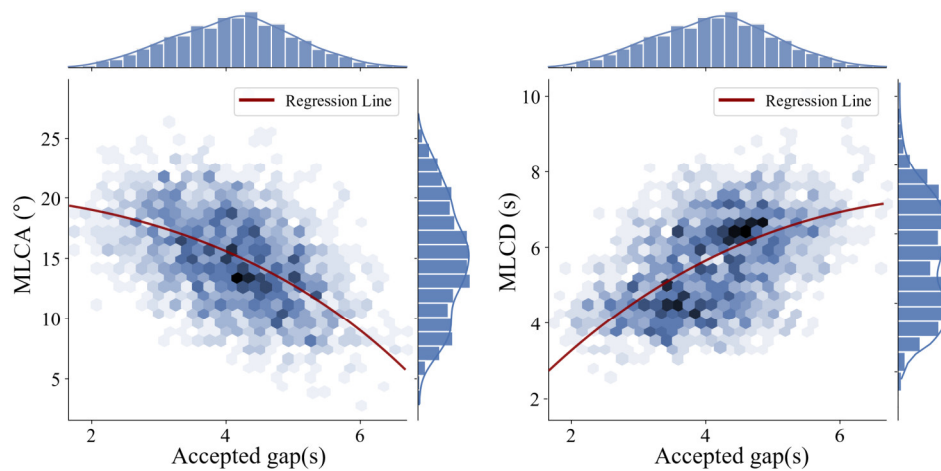 Regression Line
MLCA (°)
25
20
15
10
5
2
4
6
Accepted gap(s)
Regression Line
MLCD (s)
10
8
6
4
2
2
4
6
Accepted gap(s)